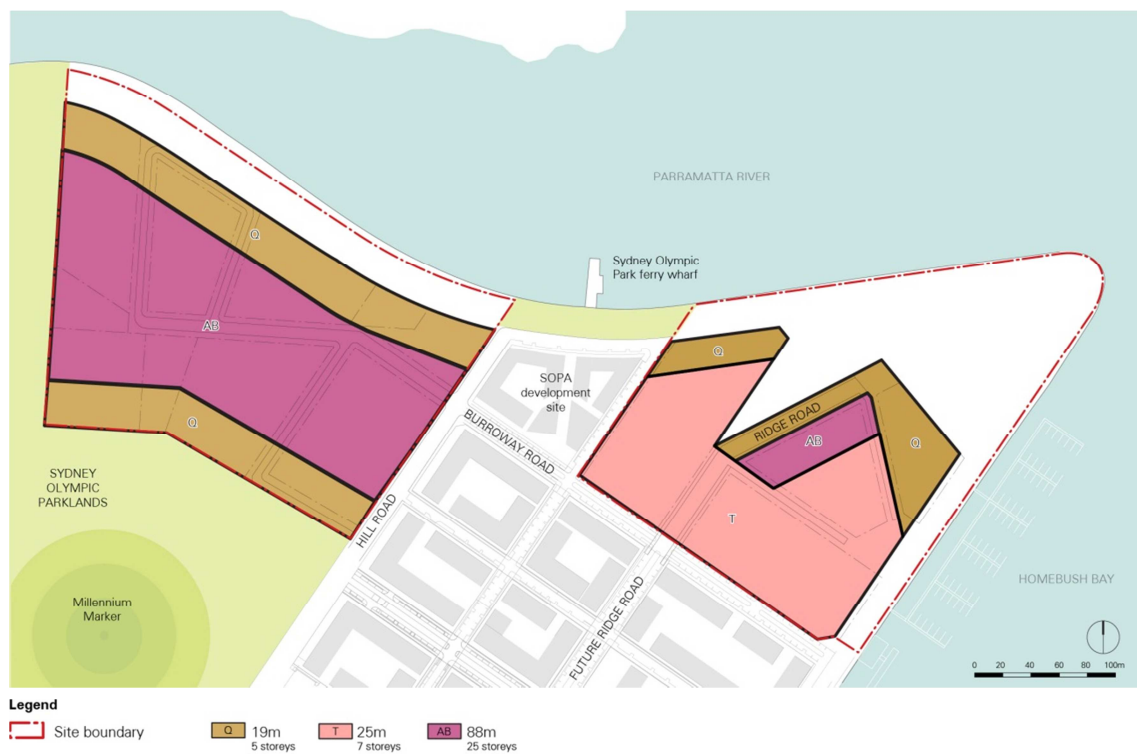 PARRAMATTA RIVER
Sydney Olympic
Park ferry wharf
Q
AB
Q
Q
SOPA
development
site
RIDGE ROAD
AB
Q
BURROWAY ROAD
T
SYDNEY
OLYMPIC
PARKLANDS
HILL ROAD
FUTURE RIDGE ROAD
HOMEBUSH BAY
Millennium
Marker
0 20 40 60 80 100m
Legend
Site boundary
Q 19m
5 storeys
T 25m
7 storeys
AB 88m
25 storeys